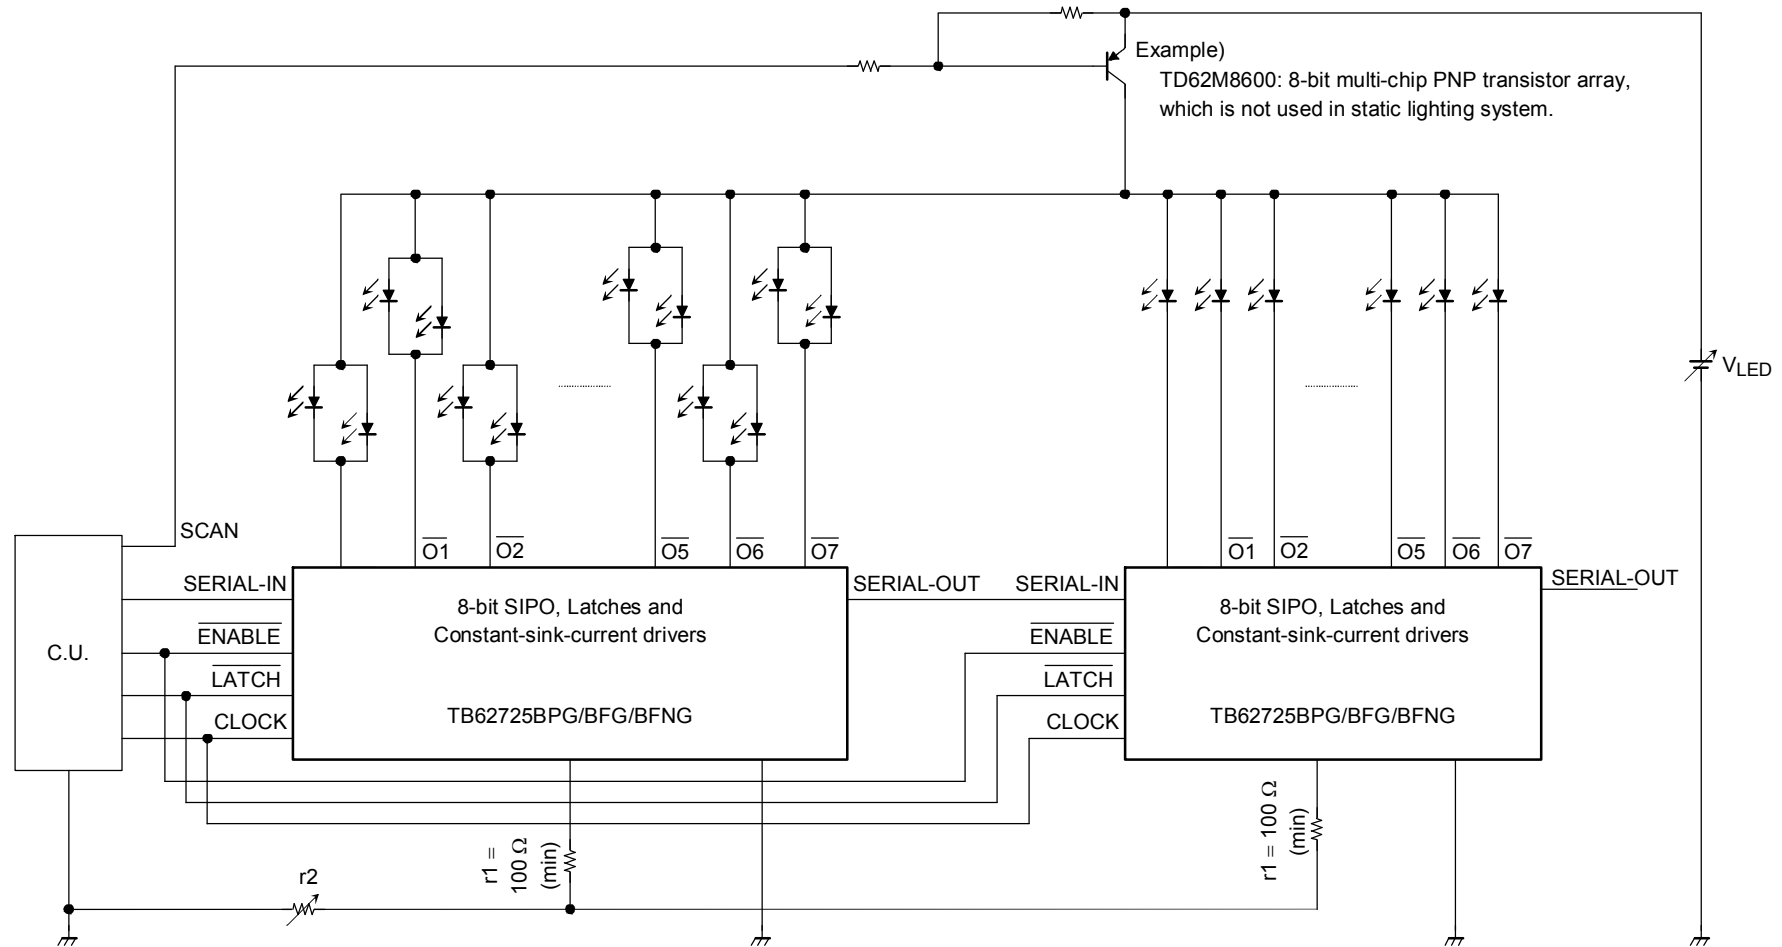 Example)
TD62M8600: 8-bit multi-chip PNP transistor array,
which is not used in static lighting system.
VLED
SCAN
O1 O2 O5 O6 O7
O1 O2 O5 O6 O7
SERIAL-IN
SERIAL-OUT
SERIAL-IN
SERIAL-OUT
C.U.
ENABLE
LATCH
CLOCK
8-bit SIPO, Latches and
Constant-sink-current drivers
TB62725BPG/BFG/BFNG
ENABLE
LATCH
CLOCK
8-bit SIPO, Latches and
Constant-sink-current drivers
TB62725BPG/BFG/BFNG
r1 =
100 Ω
(min)
r1 = 100 Ω
(min)
r2